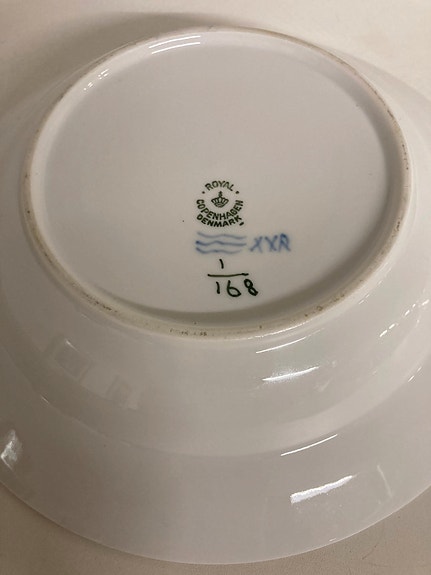 ROYAL
COPENHAGEN
DENMARK
XXR
1
168